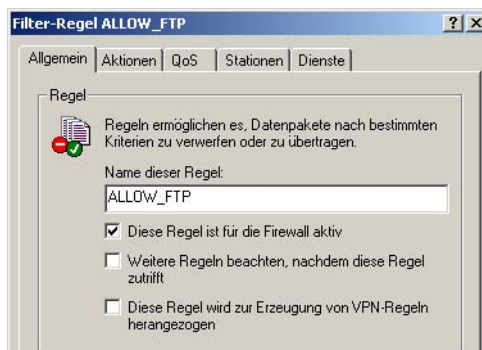 Filter-Regel ALLOW_FTP
Allgemein Aktionen QoS Stationen Dienste
Regel
Regeln ermöglichen es, Datenpakete nach bestimmten
Kriterien zu verwerfen oder zu übertragen.
Name dieser Regel:
ALLOW_FTP
Diese Regel ist für die Firewall aktiv
Weitere Regeln beachten, nachdem diese Regel
zutrifft
Diese Regel wird zur Erzeugung von VPN-Regeln
herangezogen